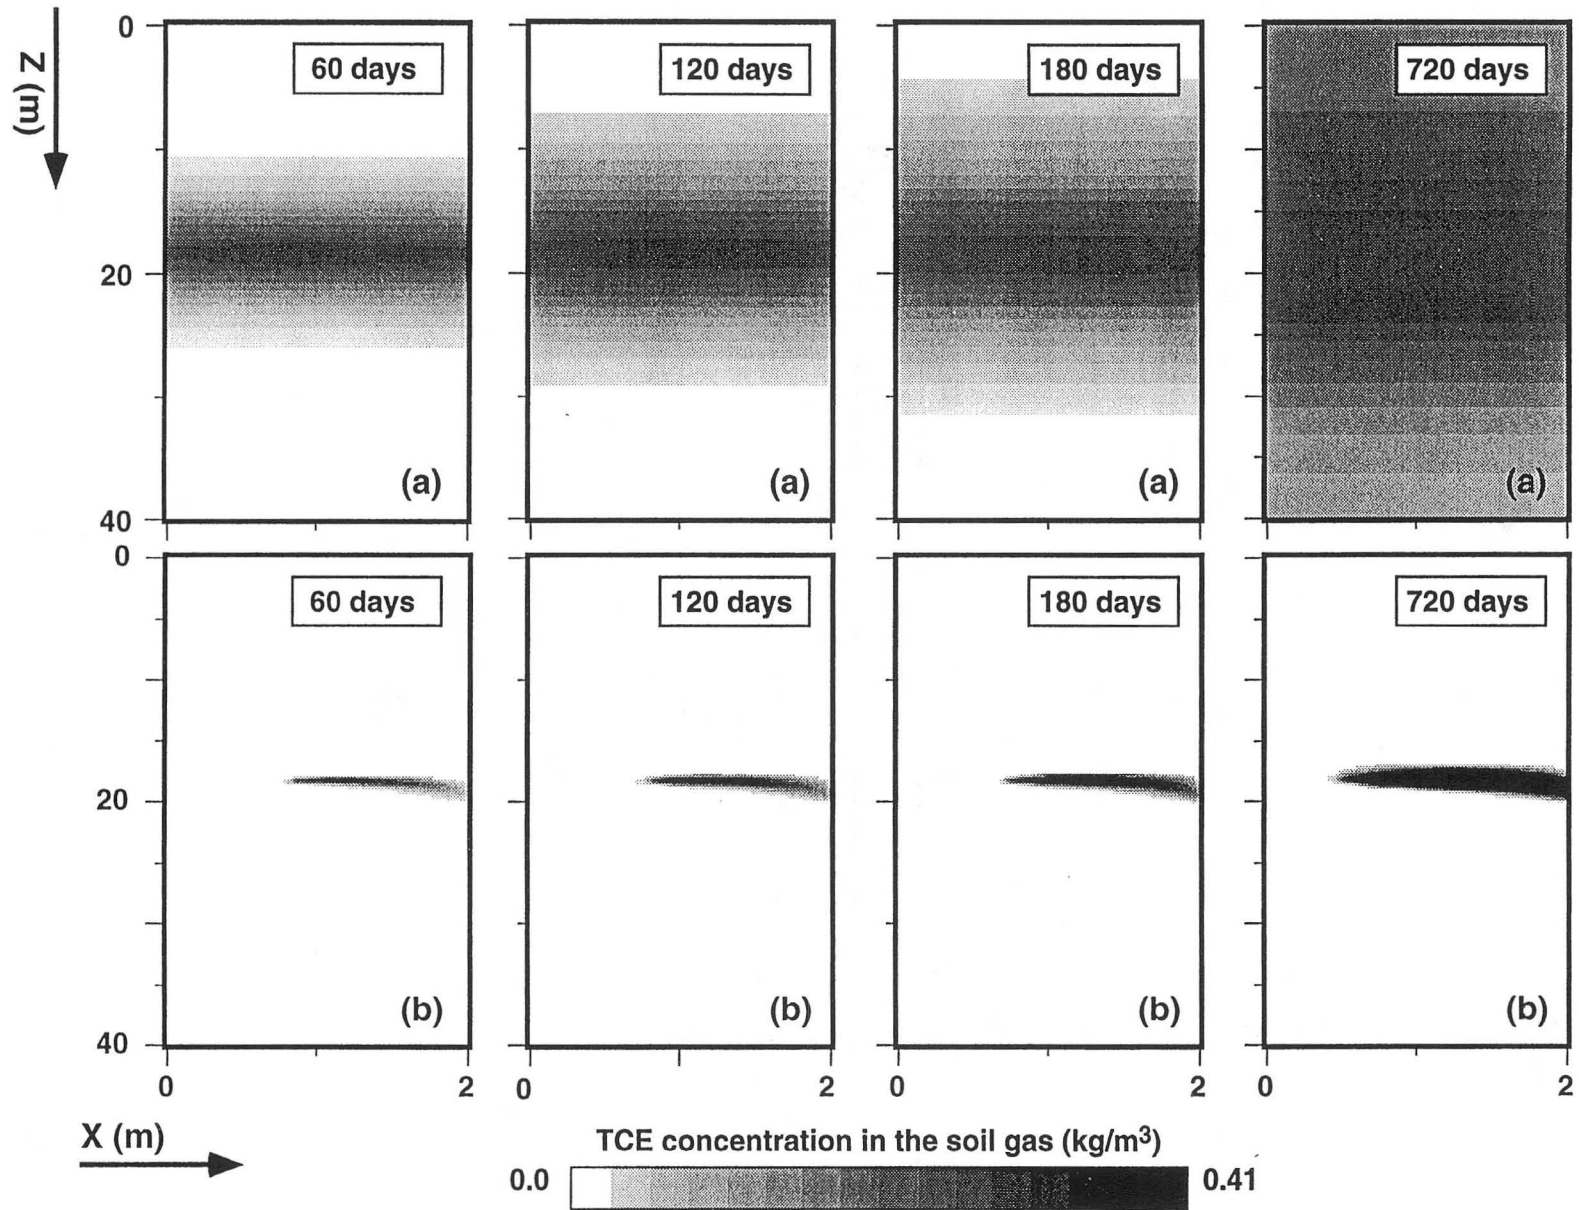 0
60 days
120 days
180 days
720 days
Z (m)
20
(a)
(a)
(a)
(a)
40
0
60 days
120 days
180 days
720 days
20
(b)
(b)
(b)
(b)
40
0 2 0 2 0 2 0 2
X (m)
TCE concentration in the soil gas (kg/m³)
0.0 0.41